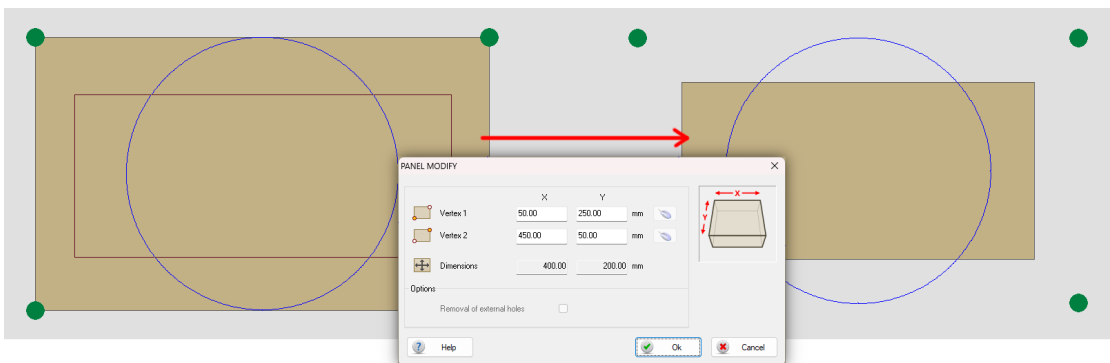 PANEL MODIFY
X Y
Vertex 1 50.00 250.00 mm
Vertex 2 450.00 50.00 mm
Dimensions 400.00 200.00 mm
Options
Removal of external holes
? Help Ok Cancel
X
Y